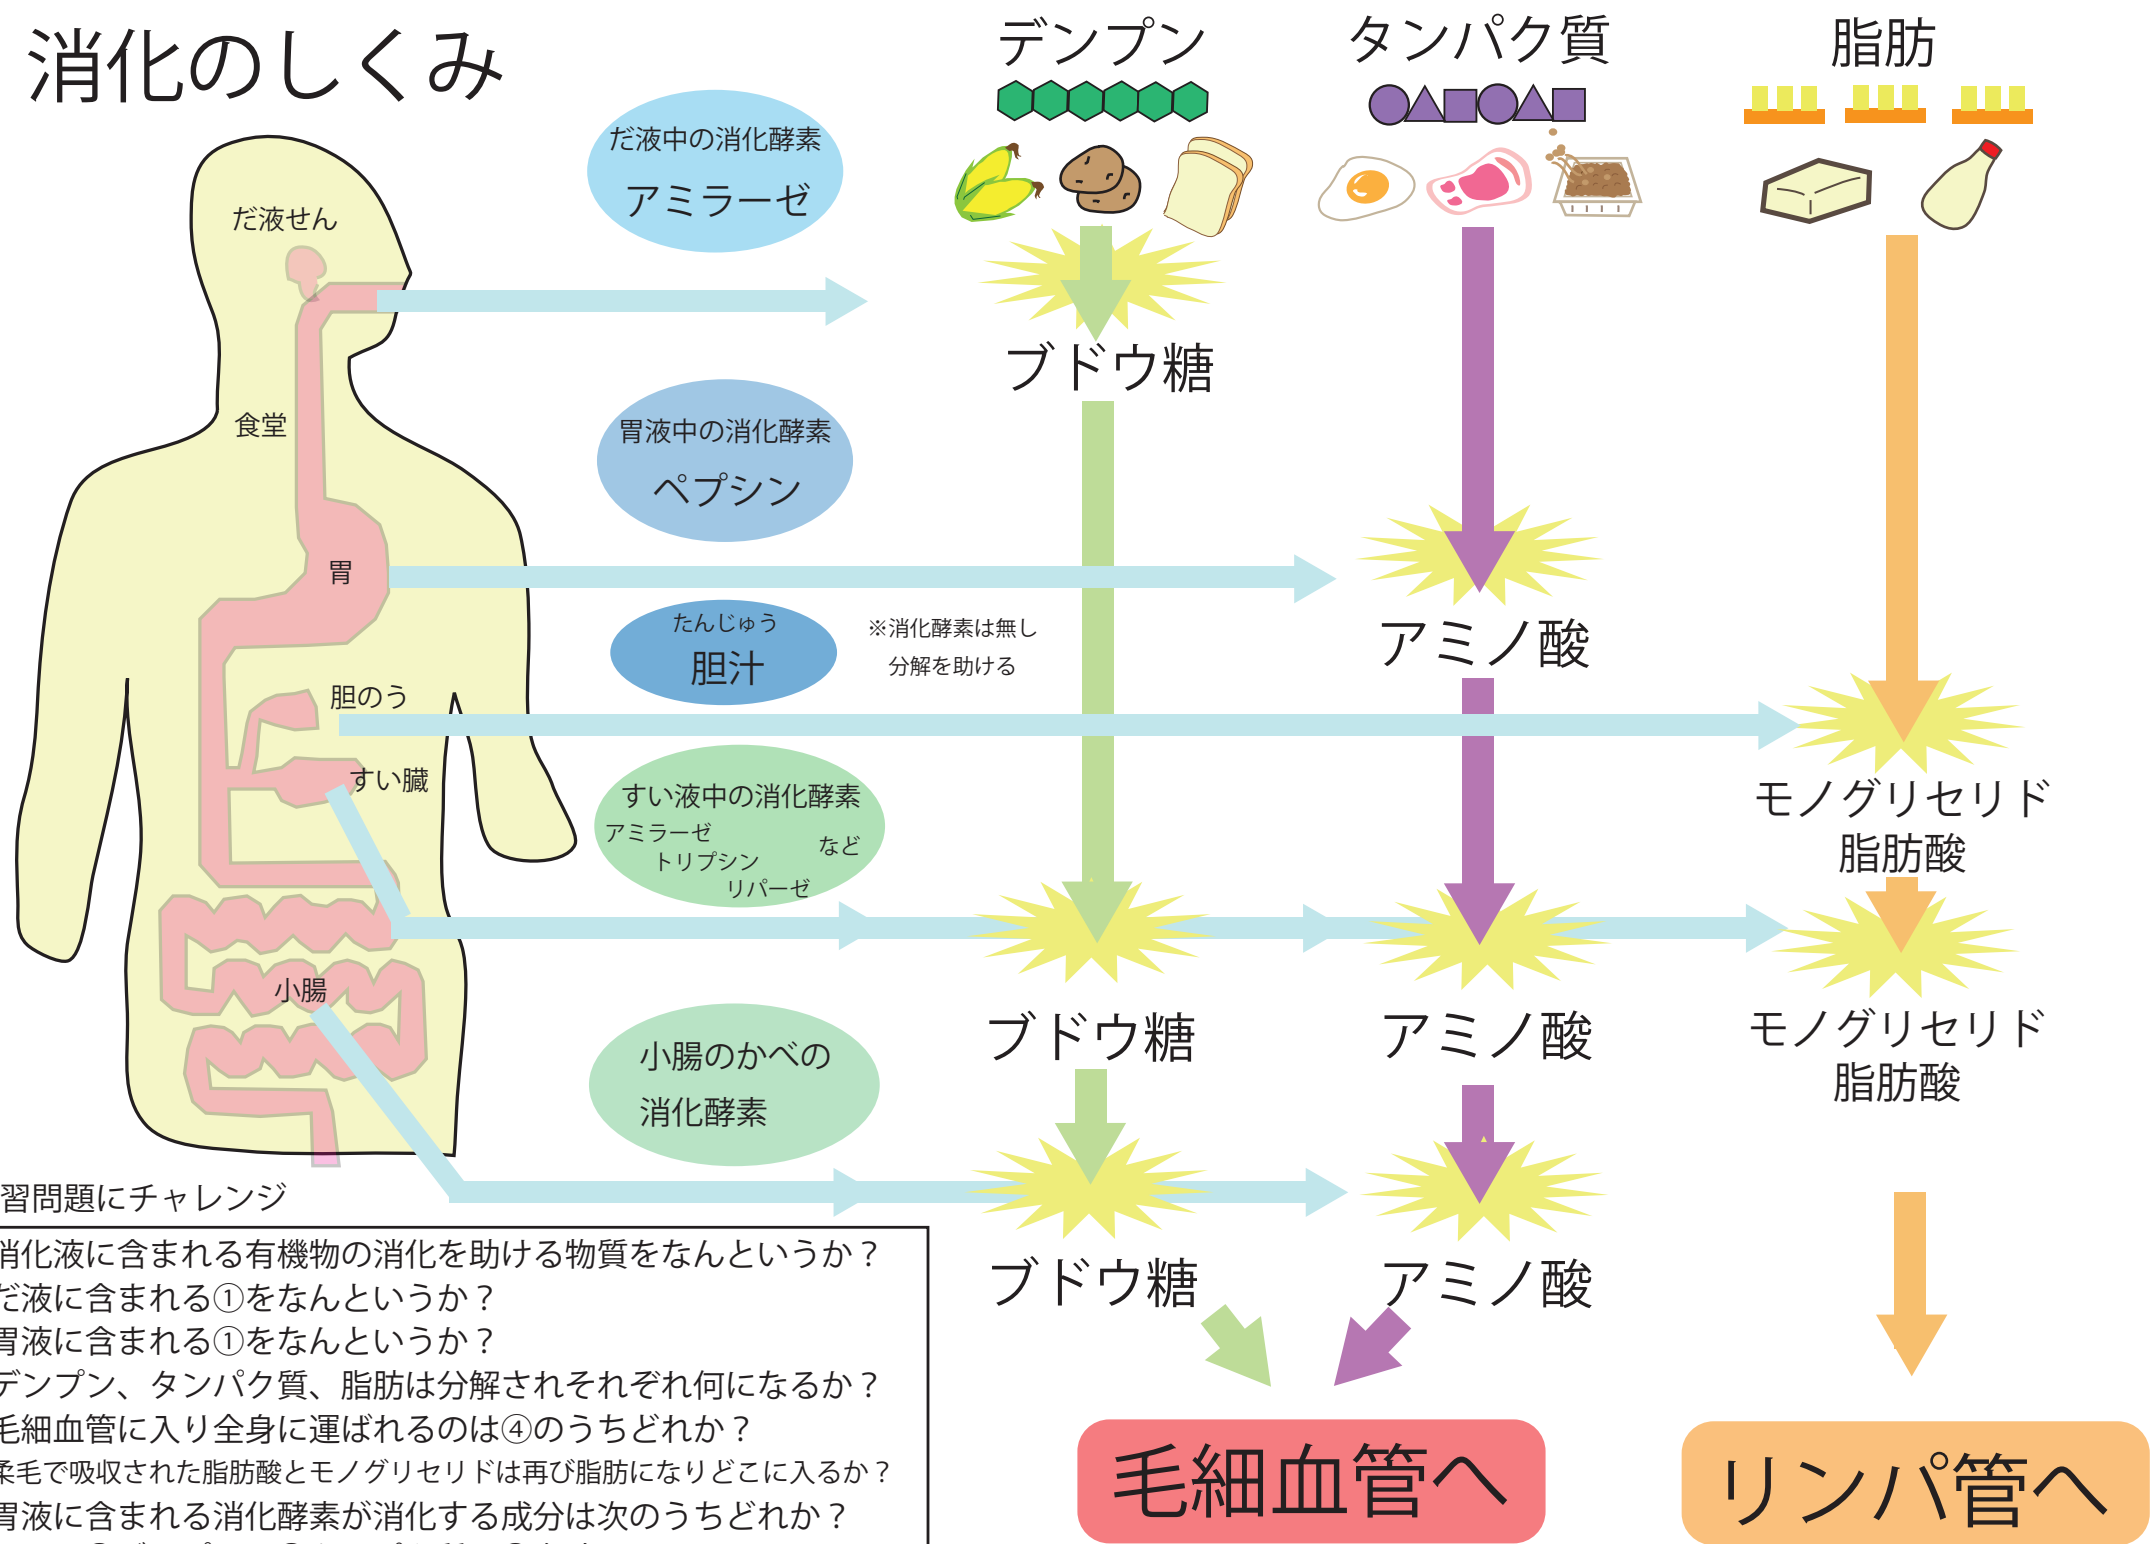 消化のしくみ
デンプン
タンパク質
脂肪
だ液中の消化酵素
アミラーゼ
だ液せん
ブドウ糖
食堂
胃液中の消化酵素
ペプシン
胃
たんじゅう
胆汁
※消化酵素は無し
分解を助ける
アミノ酸
胆のう
すい臓
モノグリセリド
脂肪酸
すい液中の消化酵素
アミラーゼ
トリプシン
リパーゼ
など
小腸
ブドウ糖
アミノ酸
モノグリセリド
脂肪酸
小腸のかべの
消化酵素
ブドウ糖
アミノ酸
毛細血管へ
リンパ管へ
習問題にチャレンジ
消化液に含まれる有機物の消化を助ける物質をなんというか？
だ液に含まれる①をなんというか？
胃液に含まれる①をなんというか？
デンプン、タンパク質、脂肪は分解されそれぞれ何になるか？
毛細血管に入り全身に運ばれるのは④のうちどれか？
柔毛で吸収された脂肪酸とモノグリセリドは再び脂肪になりどこに入るか？
胃液に含まれる消化酵素が消化する成分は次のうちどれか？